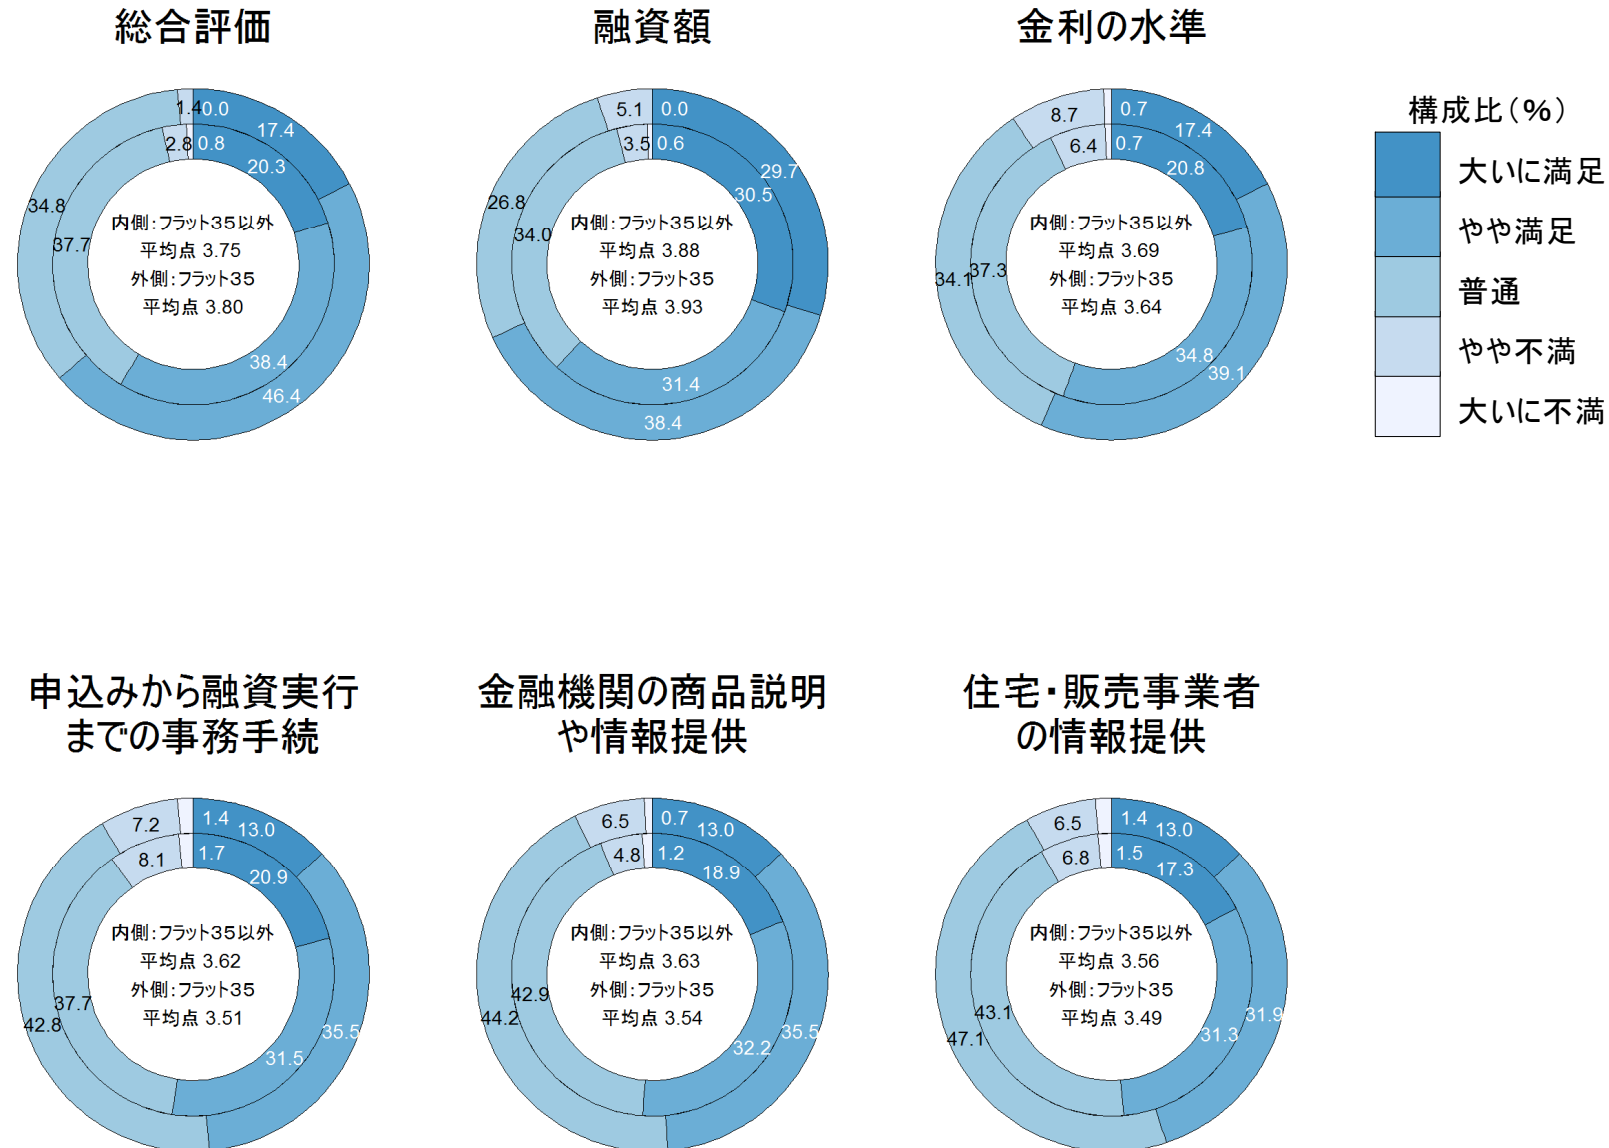 総合評価
融資額
金利の水準
構成比(%)
大いに満足
やや満足
普通
やや不満
大いに不満
1.4
0.0
17.4
2.8
0.8
20.3
34.8
37.7
38.4
46.4
内側:フラット35以外
平均点 3.75
外側:フラット35
平均点 3.80
5.1
0.0
29.7
3.5
0.6
30.5
26.8
34.0
31.4
38.4
内側:フラット35以外
平均点 3.88
外側:フラット35
平均点 3.93
8.7
0.7
17.4
6.4
0.7
20.8
34.1
37.3
34.8
39.1
内側:フラット35以外
平均点 3.69
外側:フラット35
平均点 3.64
申込みから融資実行
までの事務手続
金融機関の商品説明
や情報提供
住宅・販売事業者
の情報提供
7.2
1.4
13.0
8.1
1.7
20.9
37.7
42.8
31.5
35.5
内側:フラット35以外
平均点 3.62
外側:フラット35
平均点 3.51
6.5
0.7
13.0
4.8
1.2
18.9
42.9
44.2
32.2
35.5
内側:フラット35以外
平均点 3.63
外側:フラット35
平均点 3.54
6.5
1.4
13.0
6.8
1.5
17.3
43.1
47.1
31.3
31.9
内側:フラット35以外
平均点 3.56
外側:フラット35
平均点 3.49